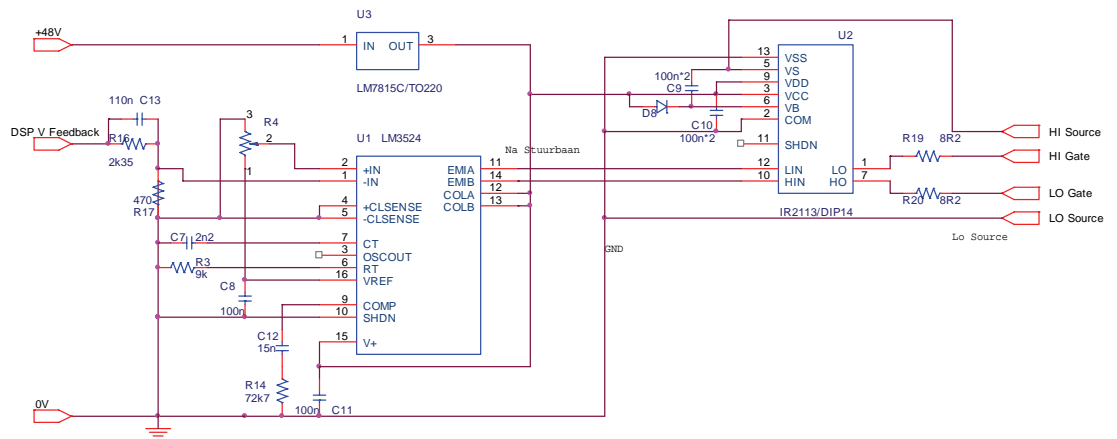 +48V
U3
1 IN OUT 3
LM7815C/TO220
U2
13 VSS
5 VS
9 VDD
3 VCC
6 VB
2 COM
11 SHDN
12 LIN LO 1
10 HIN HO 7
IR2113/DIP14
100n*2
C9
D8
C10
100n*2
110n C13
DSP V Feedback
R16
2k35
3
R4
2
1
470
R17
U1 LM3524
2 +IN EMIA 11
1 -IN EMIB 14
COLA 12
4 +CLSENSE COLB 13
5 -CLSENSE
7 CT
3 OSCOUT
6 RT
16 VREF
9 COMP
10 SHDN
15 V+
Na Stuurbaan
C7 2n2
R3
9k
C8
100n
C12
15n
R14
72k7
100n C11
GND
R19 8R2
R20 8R2
HI Source
HI Gate
LO Gate
LO Source
Lo Source
0V